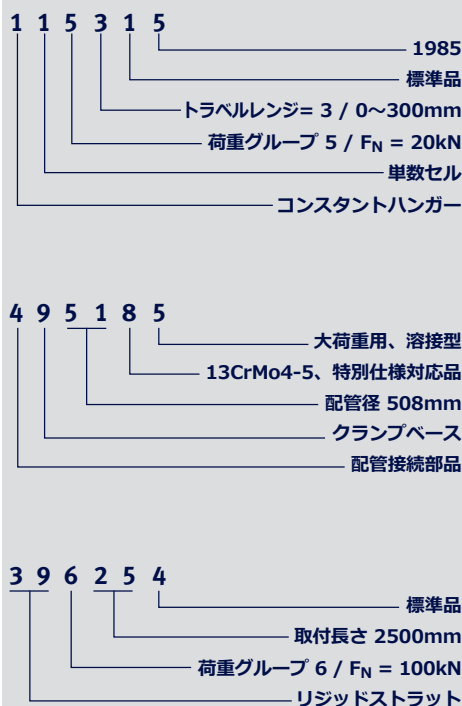 1 1 5 3 1 5
1985
標準品
トラベルレンジ= 3 / 0～300mm
荷重グループ 5 / FN = 20kN
単数セル
コンスタントハンガー
4 9 5 1 8 5
大荷重用、溶接型
13CrMo4-5、特別仕様対応品
配管径 508mm
クランプベース
配管接続部品
3 9 6 2 5 4
標準品
取付長さ 2500mm
荷重グループ 6 / FN = 100kN
リジッドストラット